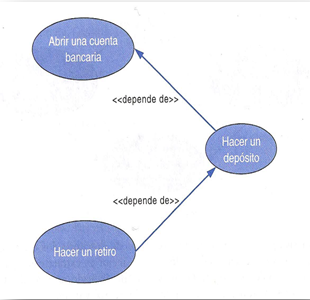 Abrir una cuenta
bancaria
<<depende de>>
Hacer un
depósito
<<depende de>>
Hacer un retiro